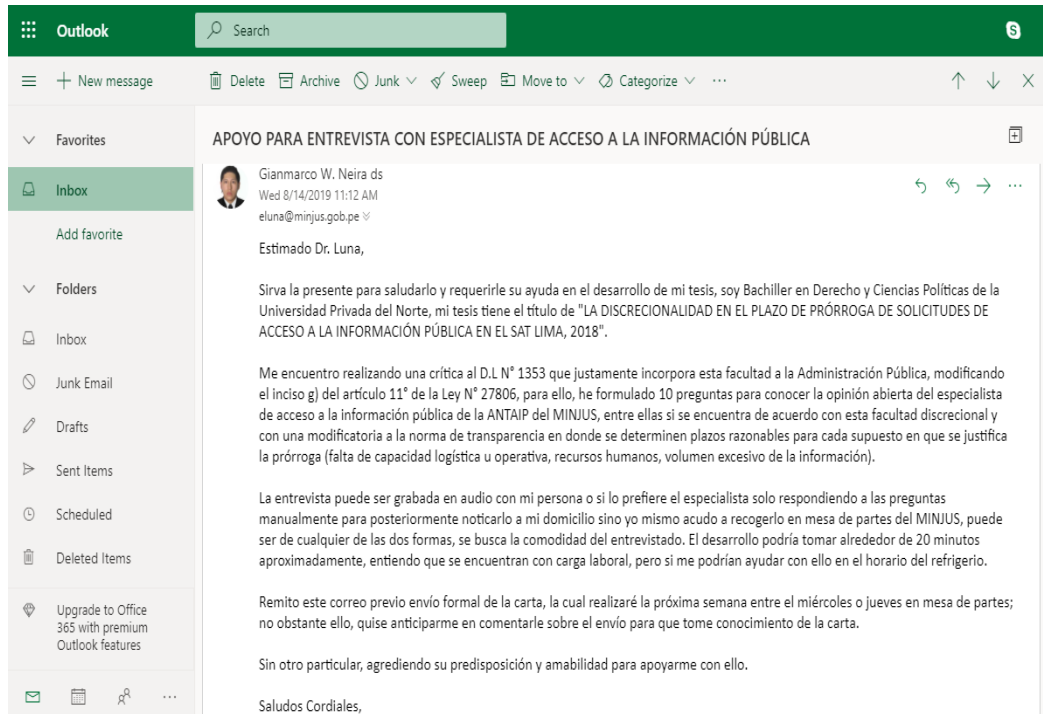 Outlook
Search
New message
Delete Archive Junk Sweep Move to Categorize ...
Favorites
Inbox
Add favorite
Folders
Inbox
Junk Email
Drafts
Sent Items
Scheduled
Deleted Items
Upgrade to Office
365 with premium
Outlook features
APOYO PARA ENTREVISTA CON ESPECIALISTA DE ACCESO A LA INFORMACIÓN PÚBLICA
Gianmarco W. Neira ds
Wed 8/14/2019 11:12 AM
eluna@minjus.gob.pe
Estimado Dr. Luna,
Sirva la presente para saludarlo y requerirle su ayuda en el desarrollo de mi tesis, soy Bachiller en Derecho y Ciencias Políticas de la
Universidad Privada del Norte, mi tesis tiene el título de "LA DISCRECIONALIDAD EN EL PLAZO DE PRÓRROGA DE SOLICITUDES DE
ACCESO A LA INFORMACIÓN PÚBLICA EN EL SAT LIMA, 2018".
Me encuentro realizando una crítica al D.L N° 1353 que justamente incorpora esta facultad a la Administración Pública, modificando
el inciso g) del artículo 11° de la Ley N° 27806, para ello, he formulado 10 preguntas para conocer la opinión abierta del especialista
de acceso a la información pública de la ANTAIP del MINJUS, entre ellas si se encuentra de acuerdo con esta facultad discrecional y
con una modificatoria a la norma de transparencia en donde se determinen plazos razonables para cada supuesto en que se justifica
la prórroga (falta de capacidad logística u operativa, recursos humanos, volumen excesivo de la información).
La entrevista puede ser grabada en audio con mi persona o si lo prefiere el especialista solo respondiendo a las preguntas
manualmente para posteriormente noticarlo a mi domicilio sino yo mismo acudo a recogerlo en mesa de partes del MINJUS, puede
ser de cualquier de las dos formas, se busca la comodidad del entrevistado. El desarrollo podría tomar alrededor de 20 minutos
aproximadamente, entiendo que se encuentran con carga laboral, pero si me podrían ayudar con ello en el horario del refrigerio.
Remito este correo previo envío formal de la carta, la cual realizaré la próxima semana entre el miércoles o jueves en mesa de partes;
no obstante ello, quise anticiparme en comentarle sobre el envío para que tome conocimiento de la carta.
Sin otro particular, agrediendo su predisposición y amabilidad para apoyarme con ello.
Saludos Cordiales,